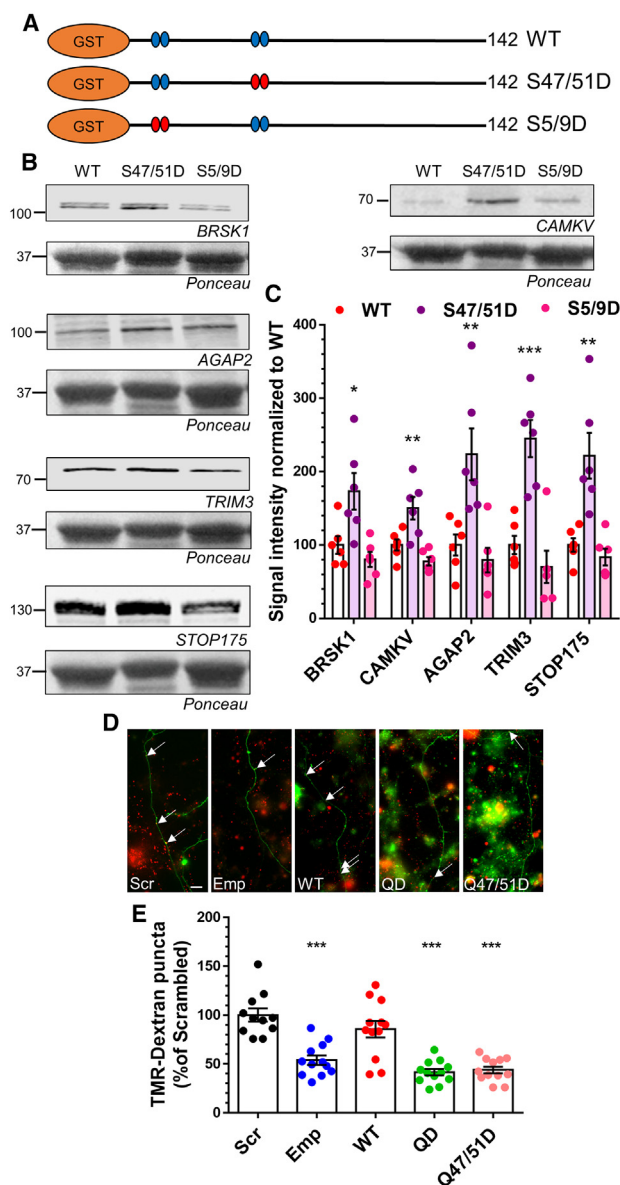 A
GST 142 WT
GST 142 S47/51D
GST 142 S5/9D
B
WT S47/51D S5/9D
100
BRSK1
37
Ponceau
100
AGAP2
37
Ponceau
70
TRIM3
37
Ponceau
130
STOP175
37
Ponceau
WT S47/51D S5/9D
70
CAMKV
37
Ponceau
C
WT S47/51D S5/9D
Signal intensity normalized to WT
400
300
200
100
0
* ** ** *** **
BRSK1 CAMKV AGAP2 TRIM3 STOP175
D
Scr Emp WT QD Q47/51D
E
TMR-Dextran puncta
(%of Scrambled)
200
150
100
50
0
*** *** ***
Scr Emp WT QD Q47/51D